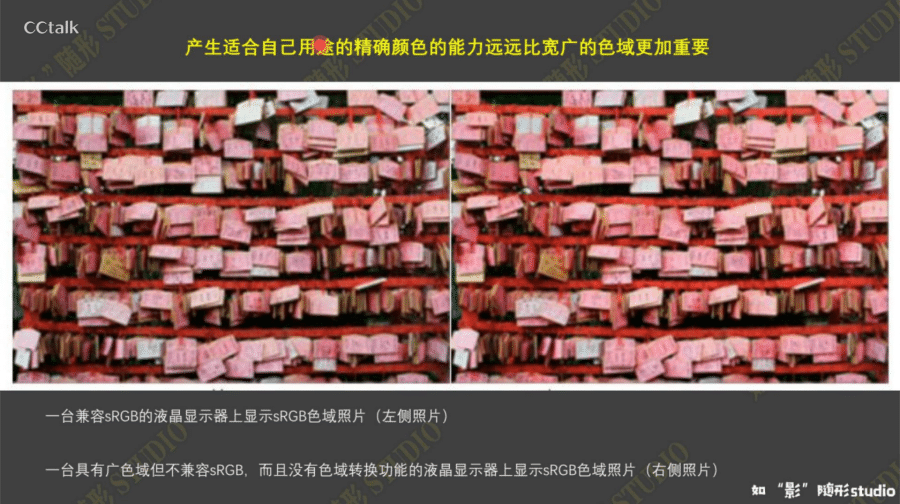 CCtalk
产生适合自己用途的精确颜色的能力远远比宽广的色域更加重要
一台兼容sRGB的液晶显示器上显示sRGB色域照片（左侧照片）
一台具有广色域但不兼容sRGB，而且没有色域转换功能的液晶显示器上显示sRGB色域照片（右侧照片）
如“影”随形studio